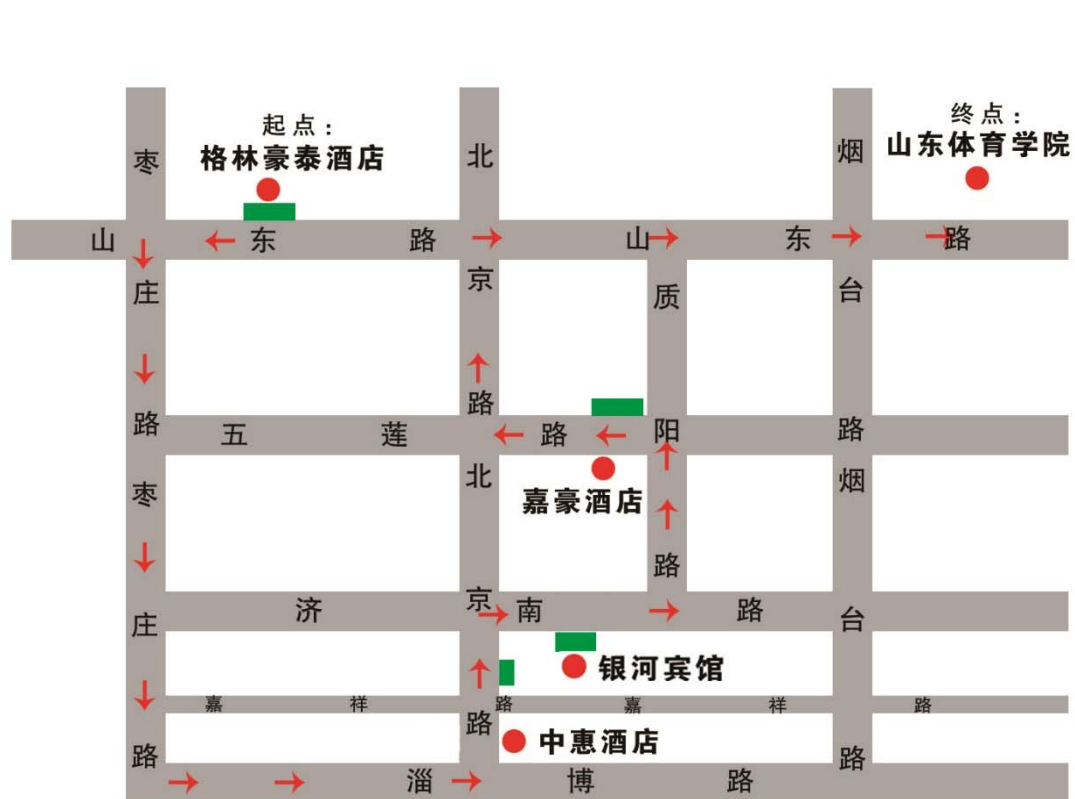 起点：
格林豪泰酒店
终点：
山东体育学院
山东路
山东路
枣庄路
枣庄路
北京路
北京路
烟台路
烟台路
质阳路
五莲路
嘉豪酒店
济南路
银河宾馆
嘉祥路
嘉祥路
中惠酒店
淄博路